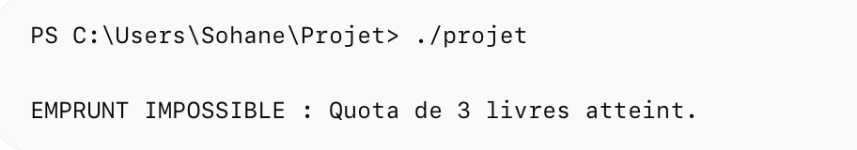 PS C:\Users\Sohane\Projet> ./projet
EMPRUNT IMPOSSIBLE : Quota de 3 livres atteint.